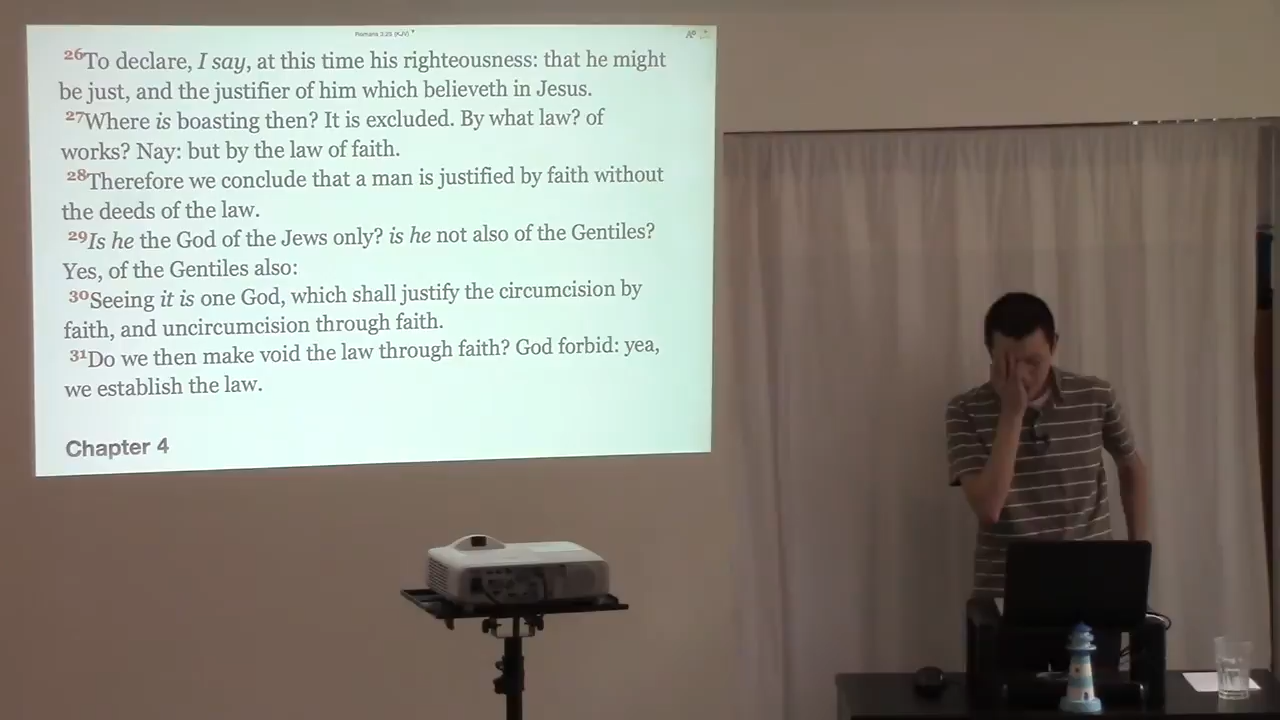 Romans 3:25 (KJV)
26To declare, I say, at this time his righteousness: that he might
be just, and the justifier of him which believeth in Jesus.
27Where is boasting then? It is excluded. By what law? of
works? Nay: but by the law of faith.
28Therefore we conclude that a man is justified by faith without
the deeds of the law.
29Is he the God of the Jews only? is he not also of the Gentiles?
Yes, of the Gentiles also:
30Seeing it is one God, which shall justify the circumcision by
faith, and uncircumcision through faith.
31Do we then make void the law through faith? God forbid: yea,
we establish the law.
Chapter 4